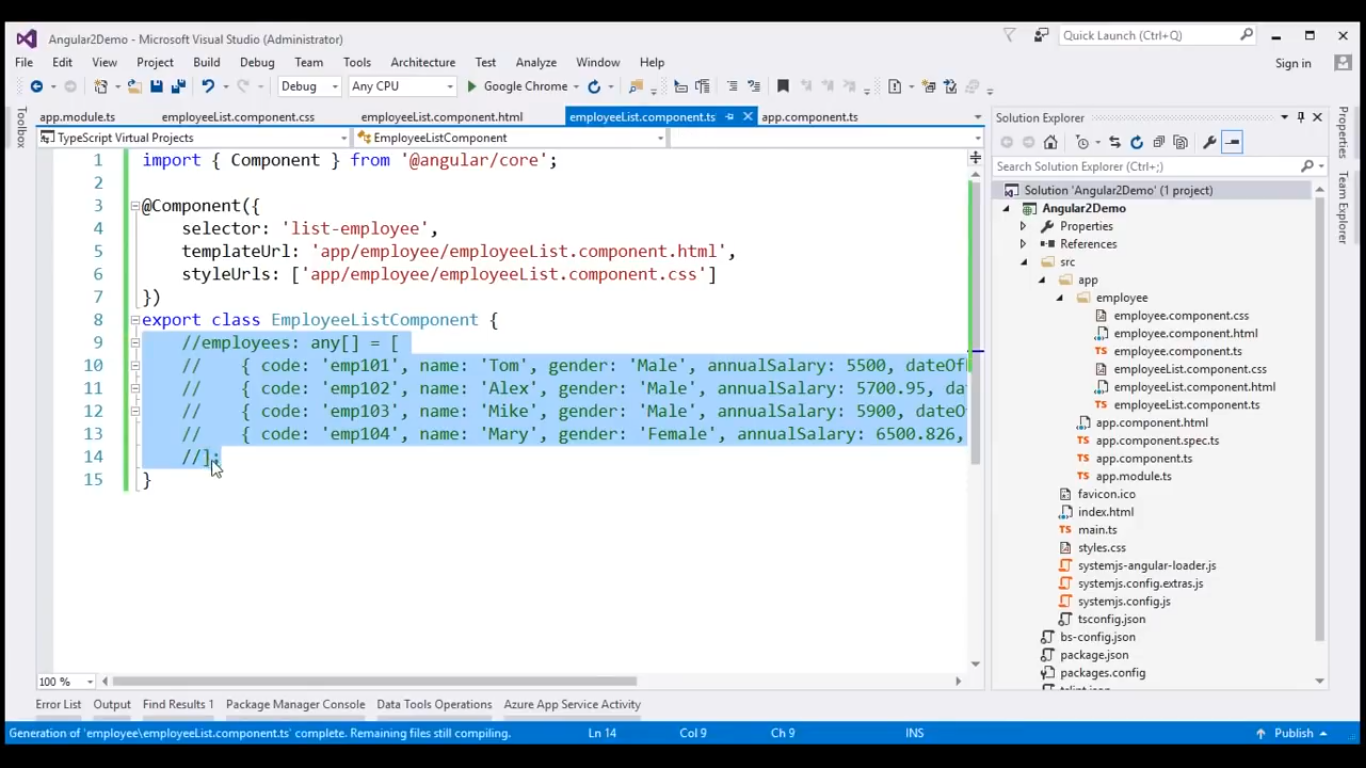 Angular2Demo - Microsoft Visual Studio (Administrator)
Quick Launch (Ctrl+Q)
File Edit View Project Build Debug Team Tools Architecture Test Analyze Window Help
Sign in
Debug Any CPU Google Chrome
Toolbox
app.module.ts employeeList.component.css employeeList.component.html employeeList.component.ts app.component.ts
TypeScript Virtual Projects EmployeeListComponent
1 import { Component } from '@angular/core';
2
3 @Component({
4 selector: 'list-employee',
5 templateUrl: 'app/employee/employeeList.component.html',
6 styleUrls: ['app/employee/employeeList.component.css']
7 })
8 export class EmployeeListComponent {
9 //employees: any[] = [
10 // { code: 'emp101', name: 'Tom', gender: 'Male', annualSalary: 5500, dateOf
11 // { code: 'emp102', name: 'Alex', gender: 'Male', annualSalary: 5700.95, da
12 // { code: 'emp103', name: 'Mike', gender: 'Male', annualSalary: 5900, dateO
13 // { code: 'emp104', name: 'Mary', gender: 'Female', annualSalary: 6500.826,
14 //];
15 }
100 %
Solution Explorer
Search Solution Explorer (Ctrl+;)
Solution 'Angular2Demo' (1 project)
Angular2Demo
Properties
References
src
app
employee
employee.component.css
employee.component.html
TS employee.component.ts
employeeList.component.css
employeeList.component.html
TS employeeList.component.ts
app.component.html
TS app.component.spec.ts
TS app.component.ts
TS app.module.ts
favicon.ico
index.html
TS main.ts
styles.css
systemjs-angular-loader.js
systemjs.config.extras.js
systemjs.config.js
tsconfig.json
bs-config.json
package.json
packages.config
Properties
Team Explorer
Error List Output Find Results 1 Package Manager Console Data Tools Operations Azure App Service Activity
Generation of 'employee\employeeList.component.ts' complete. Remaining files still compiling. Ln 14 Col 9 Ch 9 INS Publish